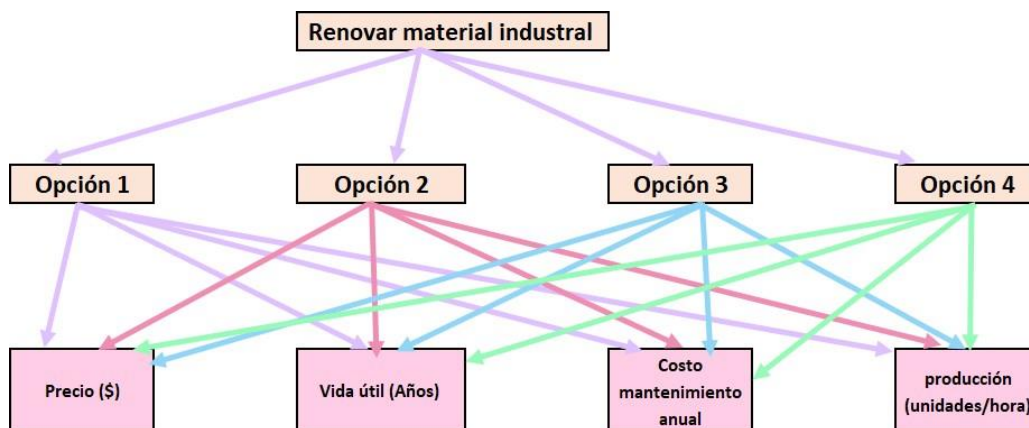 Renovar material industral
Opción 1
Opción 2
Opción 3
Opción 4
Precio ($)
Vida útil (Años)
Costo
mantenimiento
anual
producción
(unidades/hora)